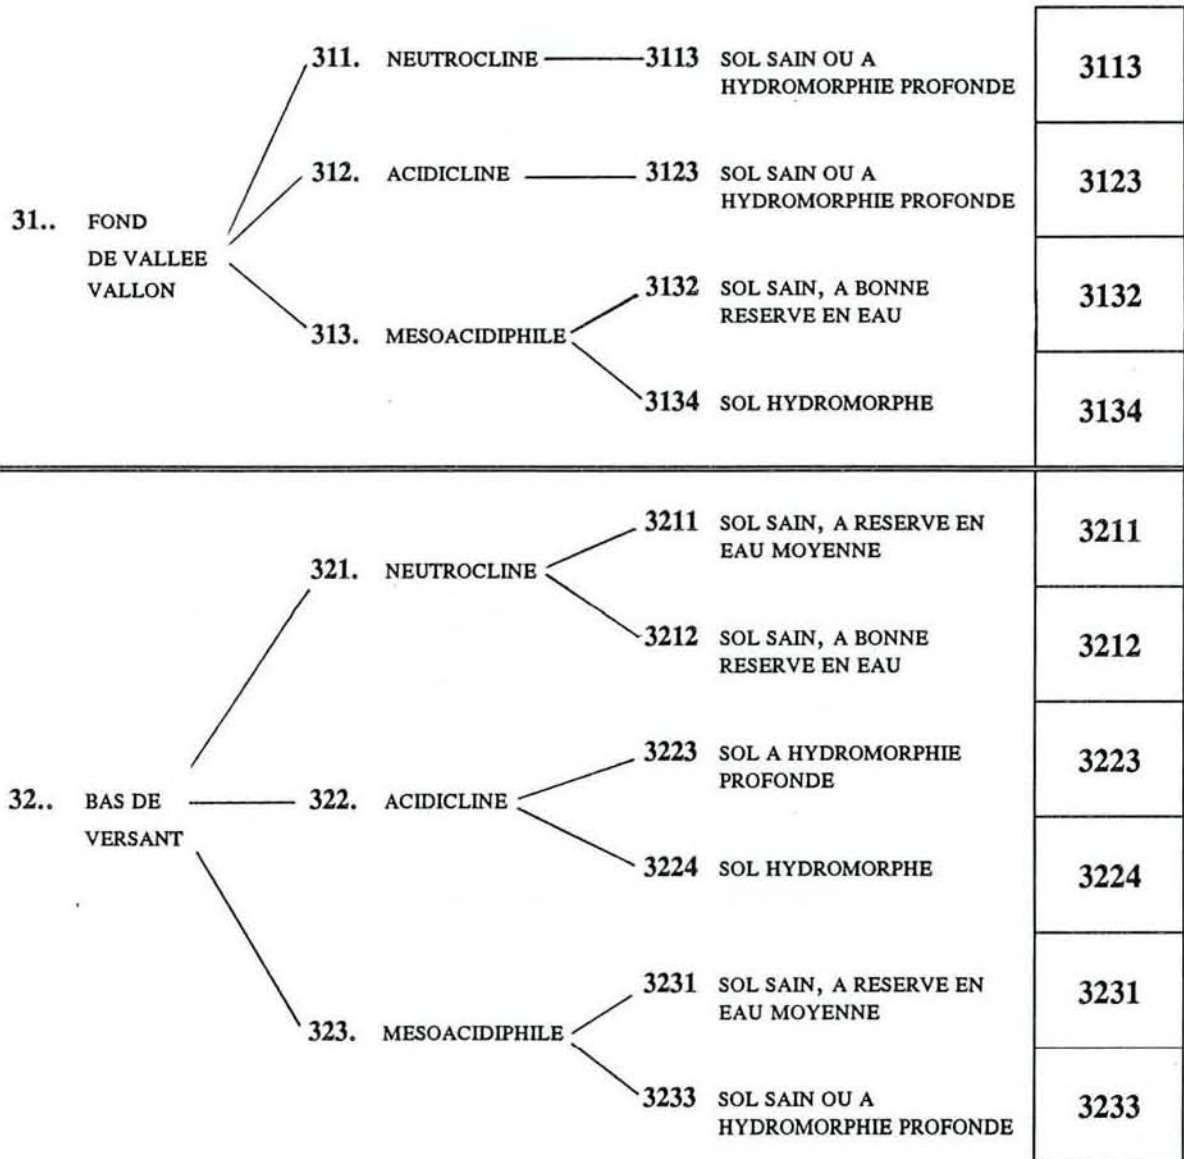 311. NEUTROCLINE 3113 SOL SAIN OU A 3113
HYDROMORPHIE PROFONDE
312. ACIDICLINE 3123 SOL SAIN OU A 3123
HYDROMORPHIE PROFONDE
31.. FOND
DE VALLEE
VALLON
3132 SOL SAIN, A BONNE 3132
RESERVE EN EAU
313. MESOACIDIPHILE
3134 SOL HYDROMORPHE 3134
3211 SOL SAIN, A RESERVE EN 3211
EAU MOYENNE
321. NEUTROCLINE
3212 SOL SAIN, A BONNE 3212
RESERVE EN EAU
3223 SOL A HYDROMORPHIE 3223
PROFONDE
32.. BAS DE 322. ACIDICLINE
VERSANT
3224 SOL HYDROMORPHE 3224
3231 SOL SAIN, A RESERVE EN 3231
EAU MOYENNE
323. MESOACIDIPHILE
3233 SOL SAIN OU A 3233
HYDROMORPHIE PROFONDE